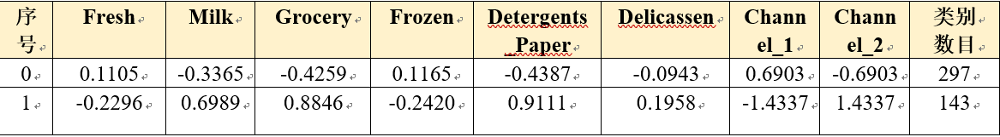 序号 Fresh Milk Grocery Frozen Detergents_Paper Delicassen Channel_1 Channel_2 类别数目
0 0.1105 -0.3365 -0.4259 0.1165 -0.4387 -0.0943 0.6903 -0.6903 297
1 -0.2296 0.6989 0.8846 -0.2420 0.9111 0.1958 -1.4337 1.4337 143